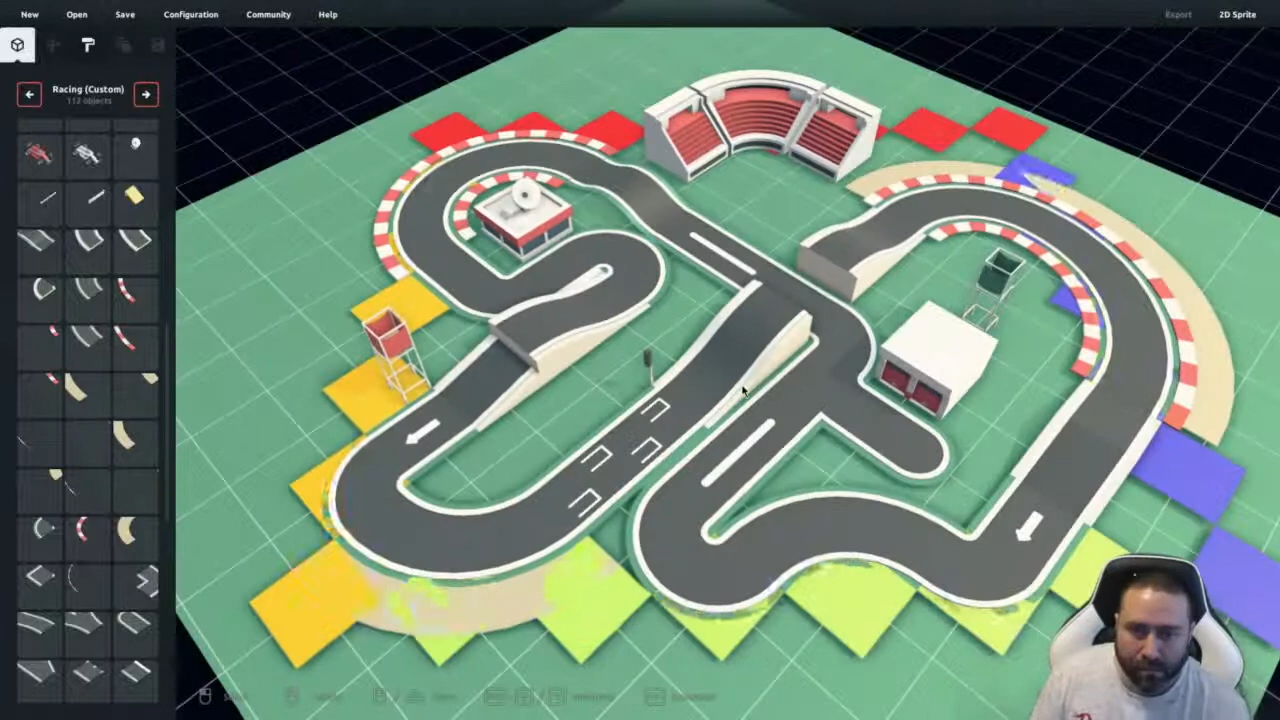 New Open Save Configuration Community Help Export 2D Sprite
Racing (Custom)
112 objects